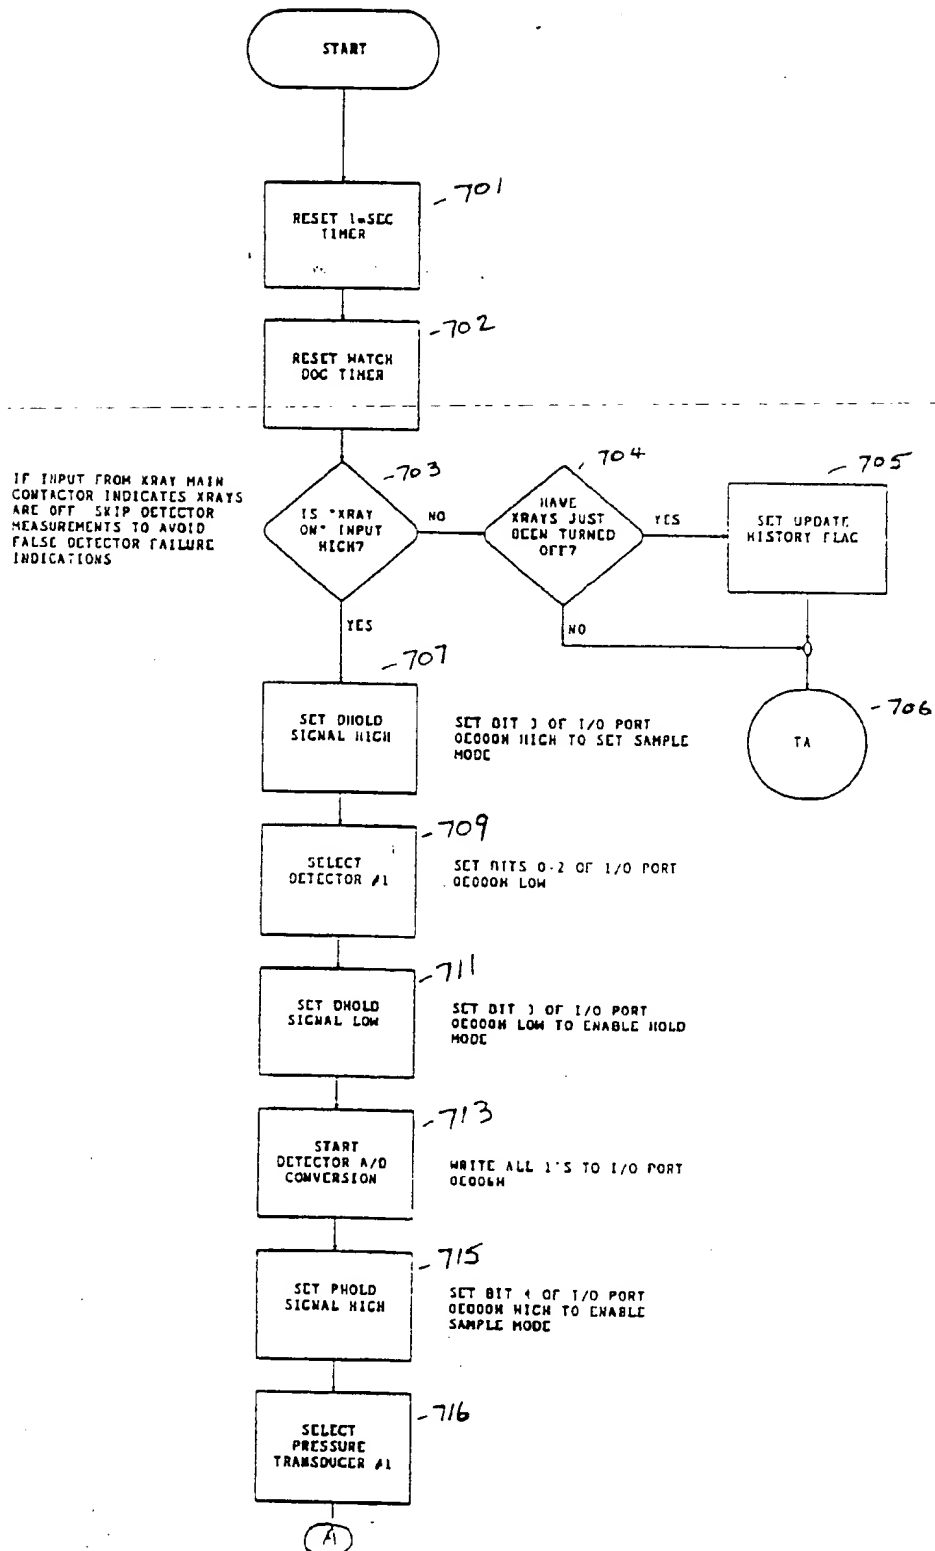 START
701
RESET 1mSEC
TIMER
702
RESET WATCH
DOG TIMER
IF INPUT FROM XRAY MAIN
CONTACTOR INDICATES XRAYS
ARE OFF SKIP DETECTOR
MEASUREMENTS TO AVOID
FALSE DETECTOR FAILURE
INDICATIONS
703
IS "XRAY
ON" INPUT
HIGH?
NO
704
HAVE
XRAYS JUST
BEEN TURNED
OFF?
YES
705
SET UPDATE
HISTORY FLAG
YES
NO
707
706
SET DHOLD
SIGNAL HIGH
SET BIT 3 OF I/O PORT
0E000H HIGH TO SET SAMPLE
MODE
TA
709
SELECT
DETECTOR #1
SET BITS 0-2 OF I/O PORT
0E000H LOW
711
SET DHOLD
SIGNAL LOW
SET BIT 3 OF I/O PORT
0E000H LOW TO ENABLE HOLD
MODE
713
START
DETECTOR A/D
CONVERSION
WRITE ALL 1'S TO I/O PORT
0E006H
715
SET PHOLD
SIGNAL HIGH
SET BIT 4 OF I/O PORT
0E000H HIGH TO ENABLE
SAMPLE MODE
716
SELECT
PRESSURE
TRANSDUCER #1
A1